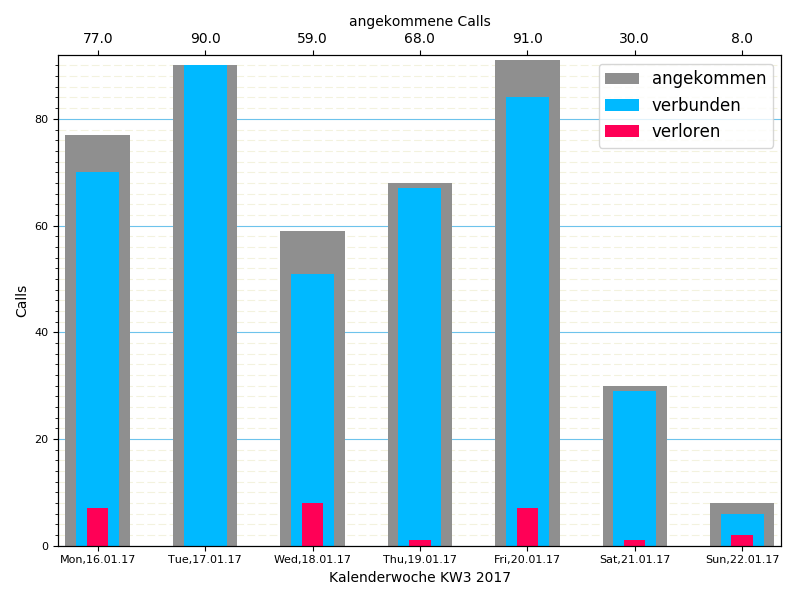 angekommene Calls
77.0 90.0 59.0 68.0 91.0 30.0 8.0
angekommen
verbunden
verloren
80
60
40
20
0
Calls
Mon,16.01.17 Tue,17.01.17 Wed,18.01.17 Thu,19.01.17 Fri,20.01.17 Sat,21.01.17 Sun,22.01.17
Kalenderwoche KW3 2017